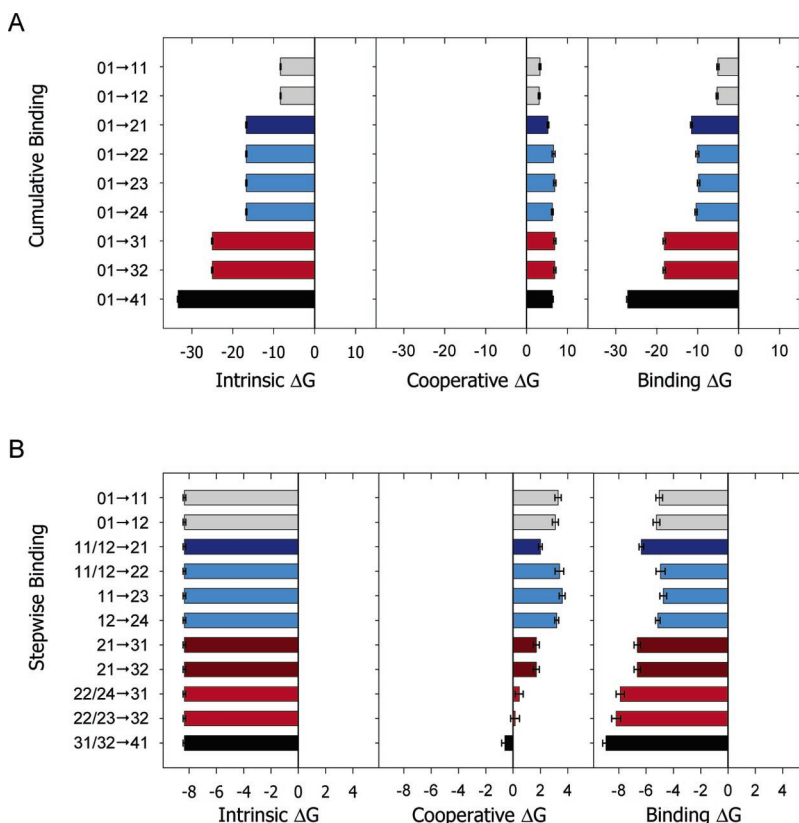 A
Cumulative Binding
01→11
01→12
01→21
01→22
01→23
01→24
01→31
01→32
01→41
-30 -20 -10 0 10 -30 -20 -10 0 10 -30 -20 -10 0 10
Intrinsic ΔG Cooperative ΔG Binding ΔG
B
Stepwise Binding
01→11
01→12
11/12→21
11/12→22
11→23
12→24
21→31
21→32
22/24→31
22/23→32
31/32→41
-8 -6 -4 -2 0 2 4 -8 -6 -4 -2 0 2 4 -8 -6 -4 -2 0 2 4
Intrinsic ΔG Cooperative ΔG Binding ΔG